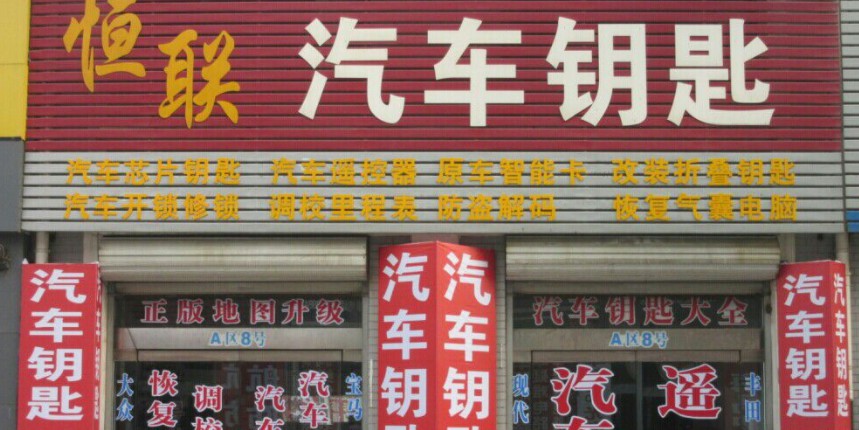 恒联 汽车钥匙
汽车芯片钥匙 汽车遥控器 原车智能卡 改装折叠钥匙
汽车开锁修锁 调校里程表 防盗解码 恢复气囊电脑
汽车钥匙
正版地图升级
A区8号
大众
恢复
调校
汽
汽车
宝马
汽车钥
汽车钥匙
汽车钥匙大全
A区8号
现代
汽
遥
丰田
汽车钥匙